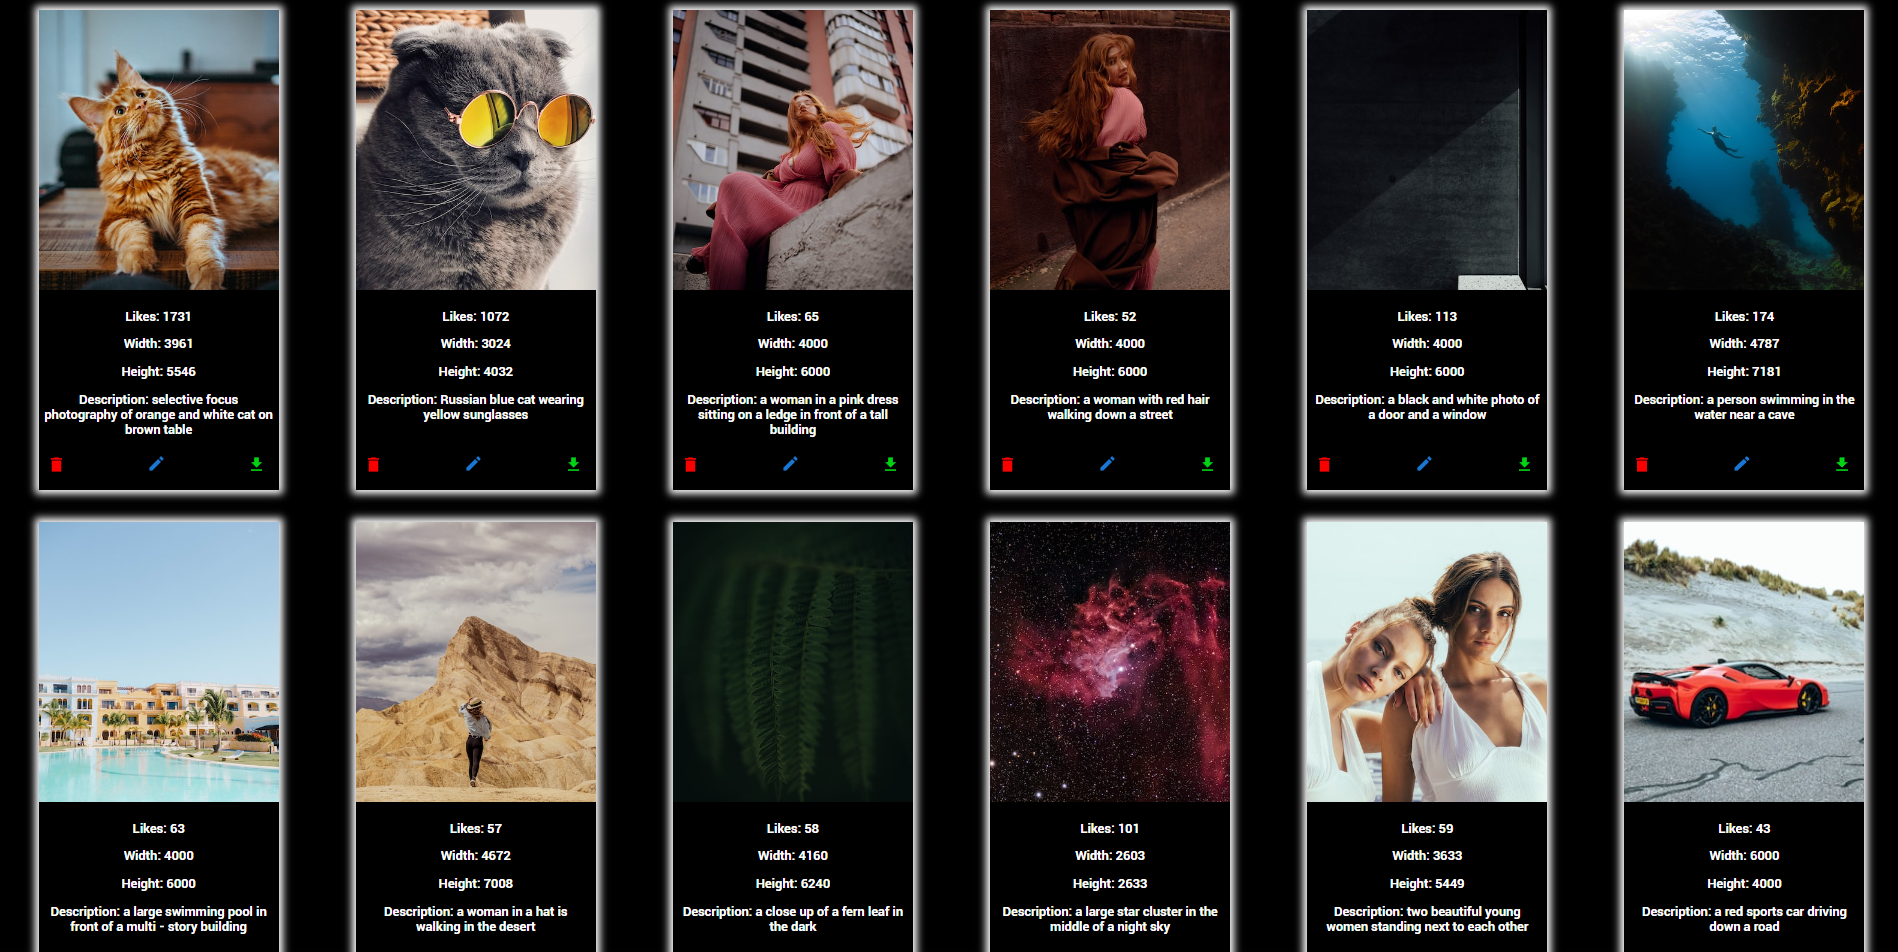 Likes: 1731
Width: 3961
Height: 5546
Description: selective focus
photography of orange and white cat on
brown table
Likes: 1072
Width: 3024
Height: 4032
Description: Russian blue cat wearing
yellow sunglasses
Likes: 65
Width: 4000
Height: 6000
Description: a woman in a pink dress
sitting on a ledge in front of a tall
building
Likes: 52
Width: 4000
Height: 6000
Description: a woman with red hair
walking down a street
Likes: 113
Width: 4000
Height: 6000
Description: a black and white photo of
a door and a window
Likes: 174
Width: 4787
Height: 7181
Description: a person swimming in the
water near a cave
Likes: 63
Width: 4000
Height: 6000
Description: a large swimming pool in
front of a multi - story building
Likes: 57
Width: 4672
Height: 7008
Description: a woman in a hat is
walking in the desert
Likes: 58
Width: 4160
Height: 6240
Description: a close up of a fern leaf in
the dark
Likes: 101
Width: 2603
Height: 2633
Description: a large star cluster in the
middle of a night sky
Likes: 59
Width: 3633
Height: 5449
Description: two beautiful young
women standing next to each other
Likes: 43
Width: 6000
Height: 4000
Description: a red sports car driving
down a road